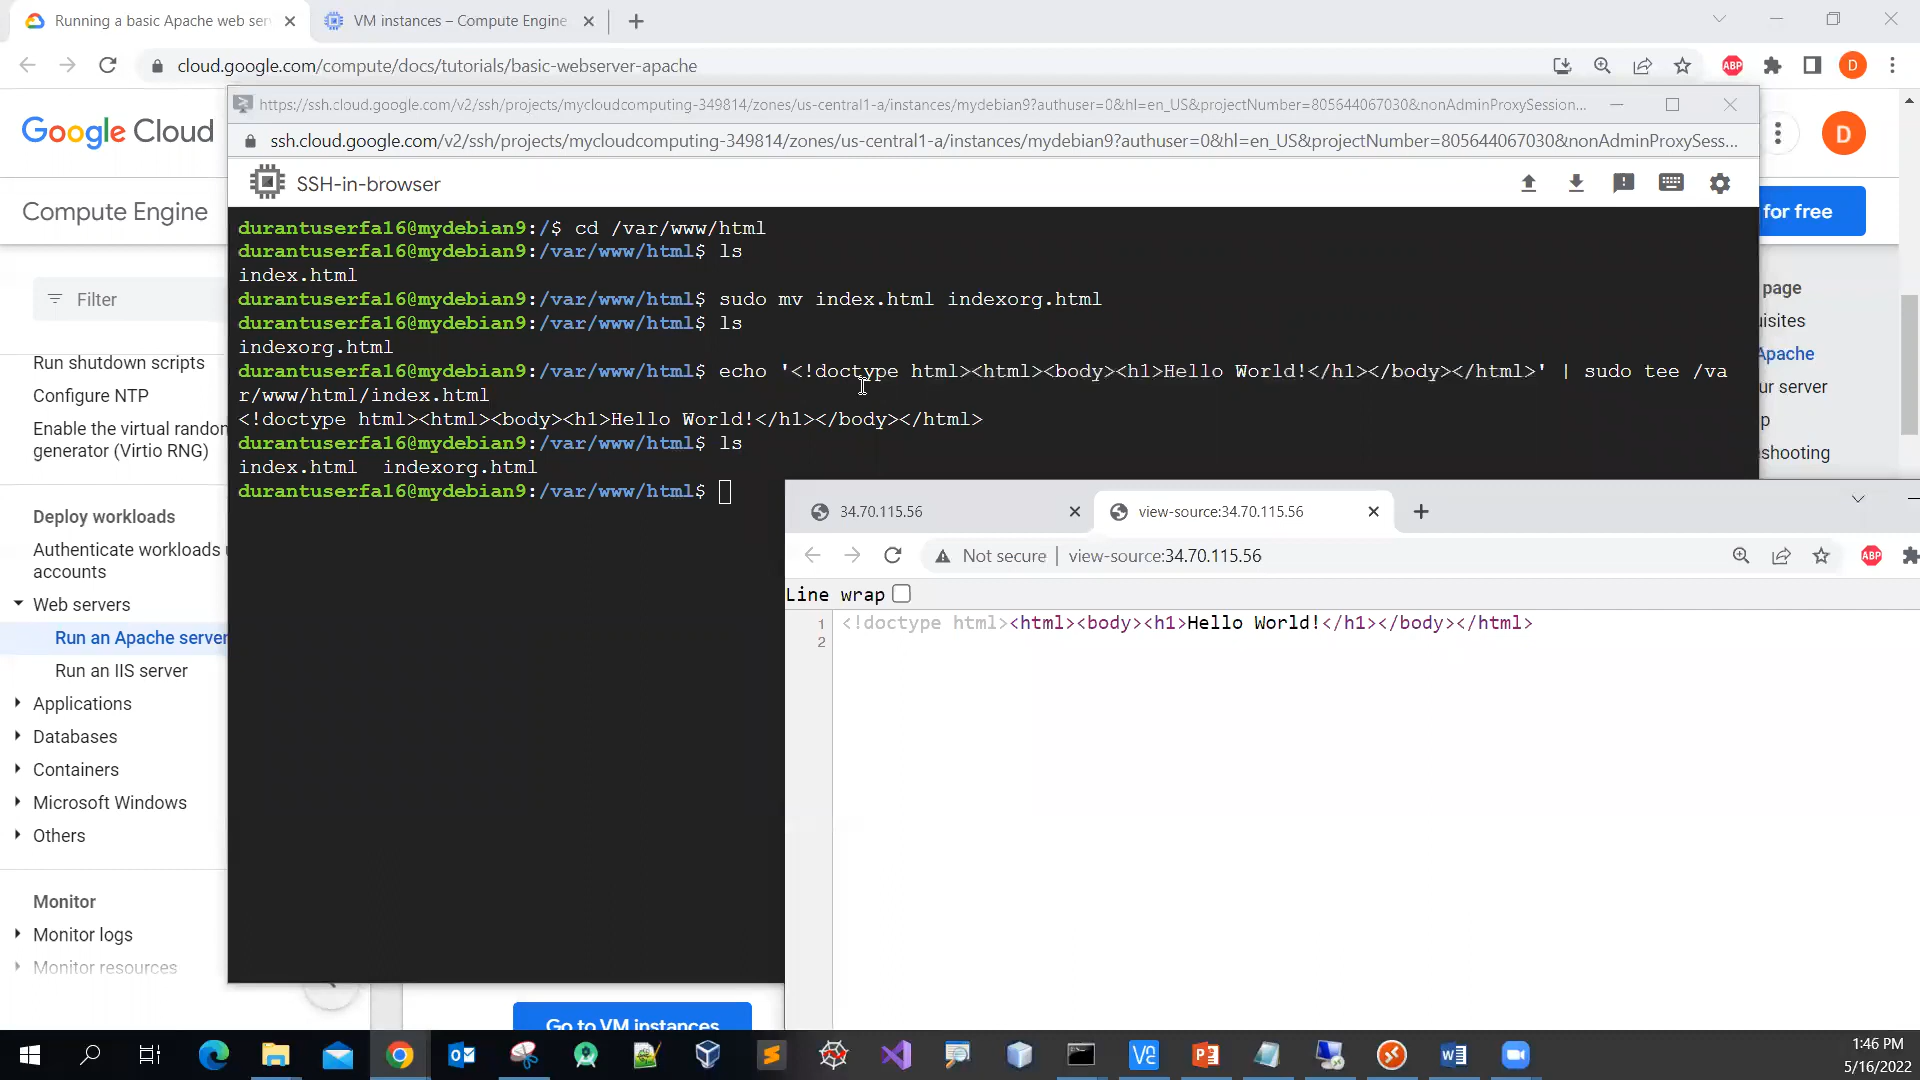 Running a basic Apache web ser
VM instances – Compute Engine
cloud.google.com/compute/docs/tutorials/basic-webserver-apache
ABP
D
Google Cloud
D
Compute Engine
for free
https://ssh.cloud.google.com/v2/ssh/projects/mycloudcomputing-349814/zones/us-central1-a/instances/mydebian9?authuser=0&hl=en_US&projectNumber=805644067030&nonAdminProxySession...
ssh.cloud.google.com/v2/ssh/projects/mycloudcomputing-349814/zones/us-central1-a/instances/mydebian9?authuser=0&hl=en_US&projectNumber=805644067030&nonAdminProxySess...
SSH-in-browser
durantuserfa16@mydebian9:/$ cd /var/www/html
durantuserfa16@mydebian9:/var/www/html$ ls
index.html
durantuserfa16@mydebian9:/var/www/html$ sudo mv index.html indexorg.html
durantuserfa16@mydebian9:/var/www/html$ ls
indexorg.html
durantuserfa16@mydebian9:/var/www/html$ echo '<!doctype html><html><body><h1>Hello World!</h1></body></html>' | sudo tee /va
r/www/html/index.html
<!doctype html><html><body><h1>Hello World!</h1></body></html>
durantuserfa16@mydebian9:/var/www/html$ ls
index.html  indexorg.html
durantuserfa16@mydebian9:/var/www/html$
Filter
Run shutdown scripts
Configure NTP
Enable the virtual random
generator (Virtio RNG)
Deploy workloads
Authenticate workloads u
accounts
Web servers
Run an Apache server
Run an IIS server
Applications
Databases
Containers
Microsoft Windows
Others
Monitor
Monitor logs
Monitor resources
page
uisites
Apache
ur server
p
shooting
34.70.115.56
view-source:34.70.115.56
Not secure
view-source:34.70.115.56
ABP
Line wrap
1 <!doctype html><html><body><h1>Hello World!</h1></body></html>
2
Go to VM instances
1:46 PM
5/16/2022